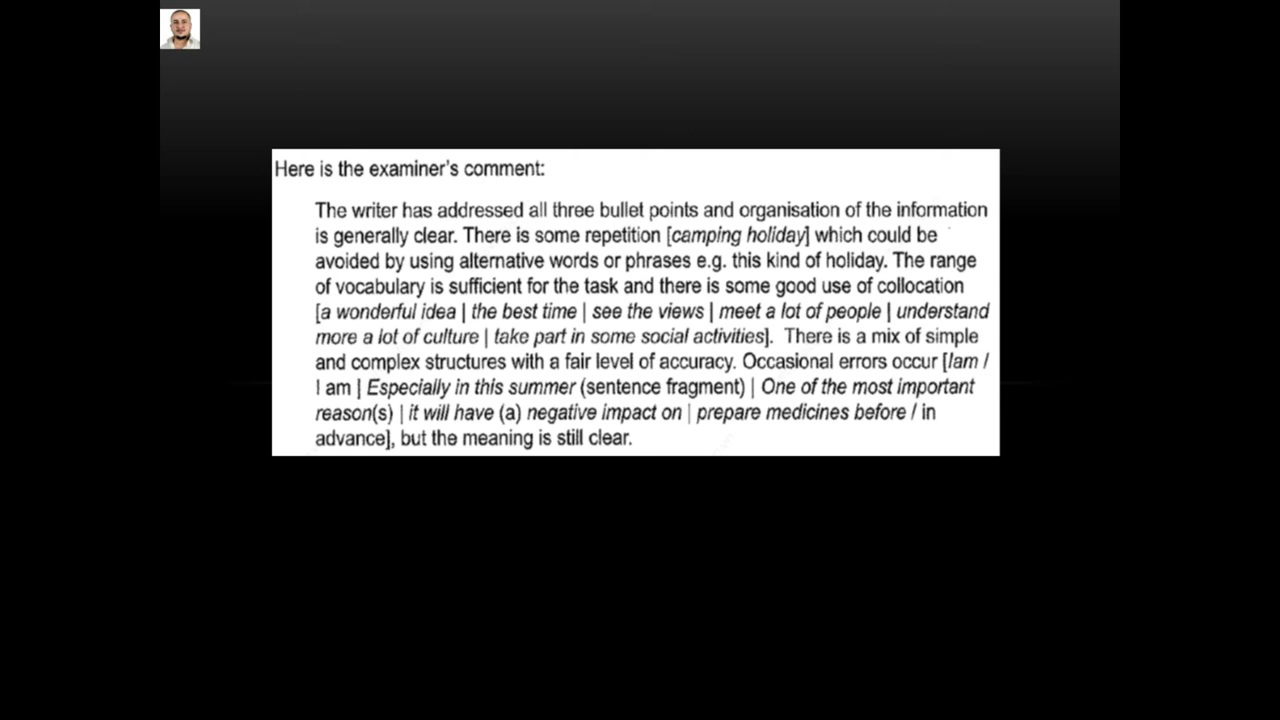 Here is the examiner's comment:
The writer has addressed all three bullet points and organisation of the information
is generally clear. There is some repetition [camping holiday] which could be
avoided by using alternative words or phrases e.g. this kind of holiday. The range
of vocabulary is sufficient for the task and there is some good use of collocation
[a wonderful idea | the best time | see the views | meet a lot of people | understand
more a lot of culture | take part in some social activities]. There is a mix of simple
and complex structures with a fair level of accuracy. Occasional errors occur [Iam /
I am | Especially in this summer (sentence fragment) | One of the most important
reason(s) | it will have (a) negative impact on | prepare medicines before / in
advance], but the meaning is still clear.